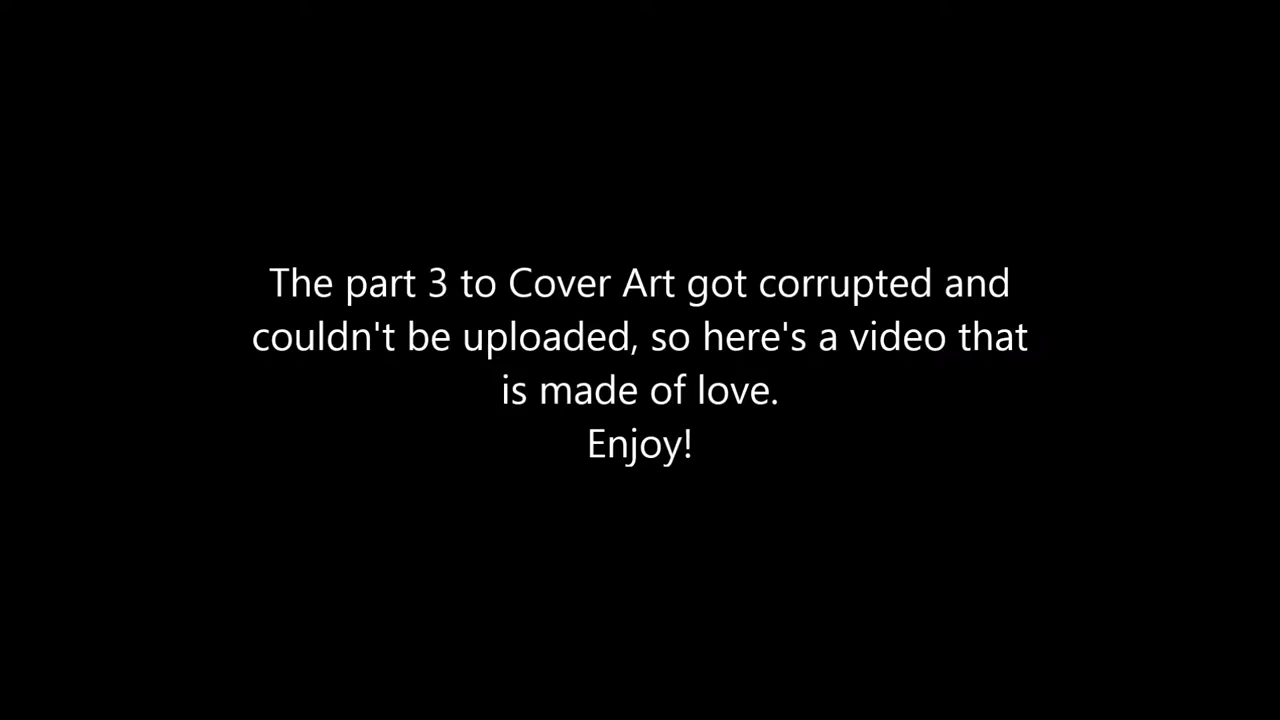 The part 3 to Cover Art got corrupted and
couldn't be uploaded, so here's a video that
is made of love.
Enjoy!